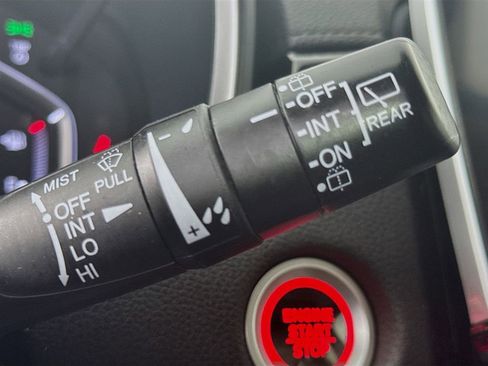 MIST
OFF
INT
LO
HI
PULL
+
-
OFF
INT
ON
REAR
ENGINE
START
STOP